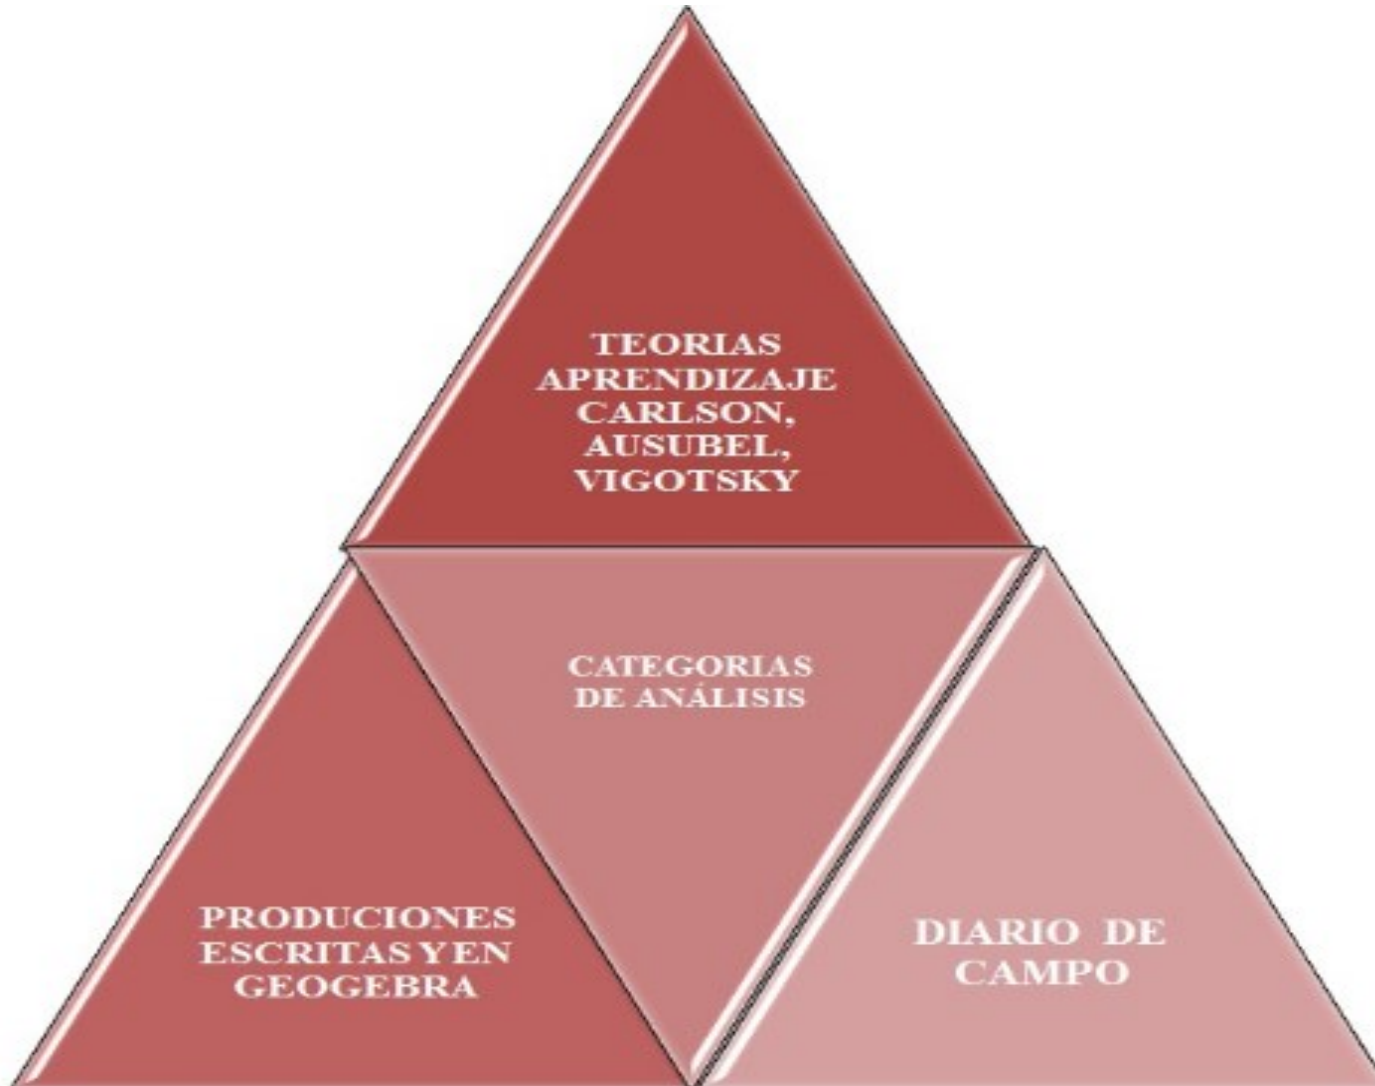 TEORIAS
APRENDIZAJE
CARLSON,
AUSUBEL,
VIGOTSKY
CATEGORIAS
DE ANÁLISIS
PRODUCIONES
ESCRITAS Y EN
GEOGEBRA
DIARIO DE
CAMPO